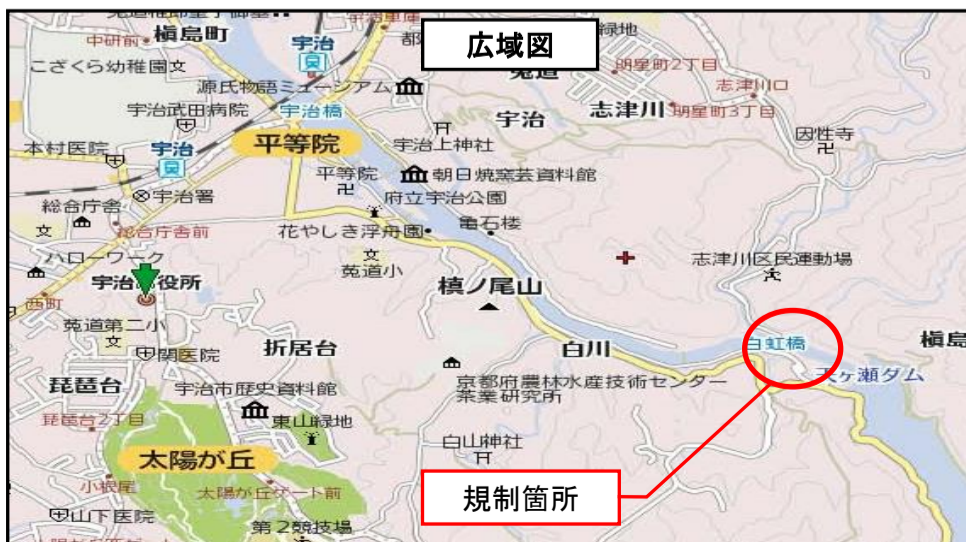 広域図
槇島町
中研前
こざくら幼稚園
宇治
源氏物語ミュージアム
宇治武田病院
宇治橋
宇治
志津川
明星町2丁目
明星町3丁目
志津川口
因性寺
本村医院
宇治
平等院
宇治上神社
平等院
朝日焼窯芸資料館
宇治署
総合庁舎
総合庁舎前
府立宇治公園
花やしき浮舟園
亀石楼
ハローワーク
菟道小
志津川区民運動場
西町
槙ノ尾山
菟道第二小
関医院
折居台
白川
白虹橋
槇島
天ヶ瀬ダム
琵琶台
宇治市歴史資料館
京都府農林水産技術センター
茶業研究所
琵琶台2丁目
東山緑地
白山神社
太陽が丘
小根尾
太陽が丘ゲート前
規制箇所
山下医院
第2競技場